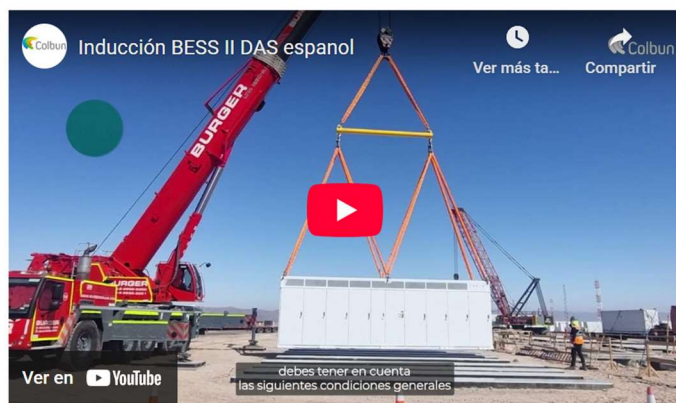 Colbun
Inducción BESS II DAS espanol
Ver más ta...
Compartir
Colbun
BURGER
BURGER
debes tener en cuenta
las siguientes condiciones generales
Ver en YouTube